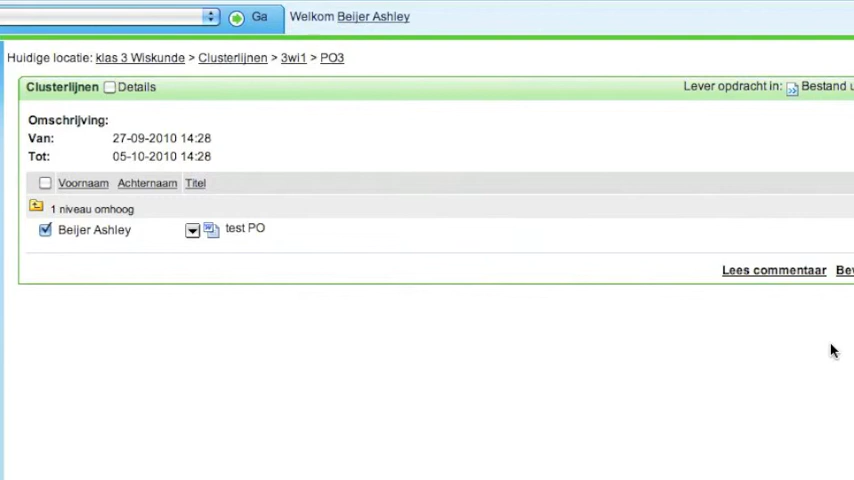 Ga Welkom Beijer Ashley
Huidige locatie: klas 3 Wiskunde > Clusterlijnen > 3wi1 > PO3
Clusterlijnen Details Lever opdracht in: Bestand u
Omschrijving:
Van: 27-09-2010 14:28
Tot: 05-10-2010 14:28
Voornaam Achternaam Titel
1 niveau omhoog
Beijer Ashley test PO
Lees commentaar Bev